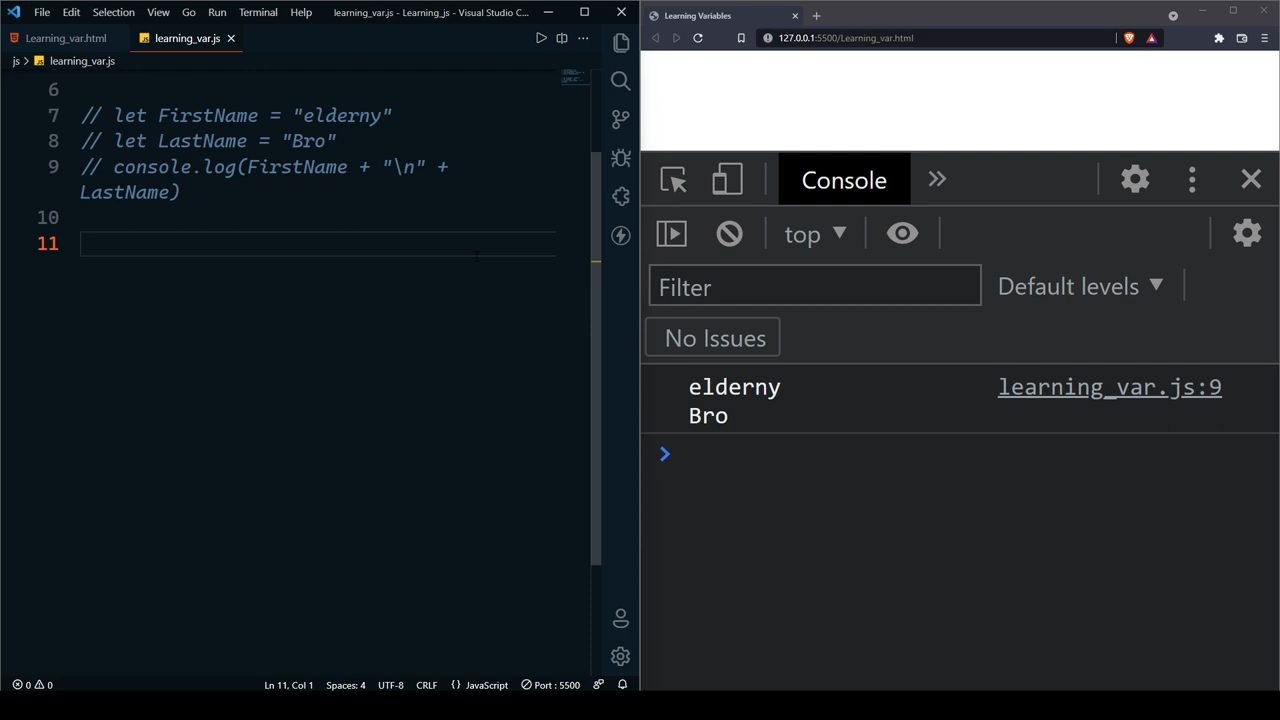 File Edit Selection View Go Run Terminal Help learning_var.js - Learning_js - Visual Studio C...
Learning_var.html learning_var.js
js > learning_var.js
6
7 // let FirstName = "elderny"
8 // let LastName = "Bro"
9 // console.log(FirstName + "\n" +
LastName)
10
11
0 0 Ln 11, Col 1 Spaces: 4 UTF-8 CRLF {} JavaScript Port : 5500
Learning Variables
127.0.0.1:5500/Learning_var.html
Console
top
Filter Default levels
No Issues
elderny learning_var.js:9
Bro